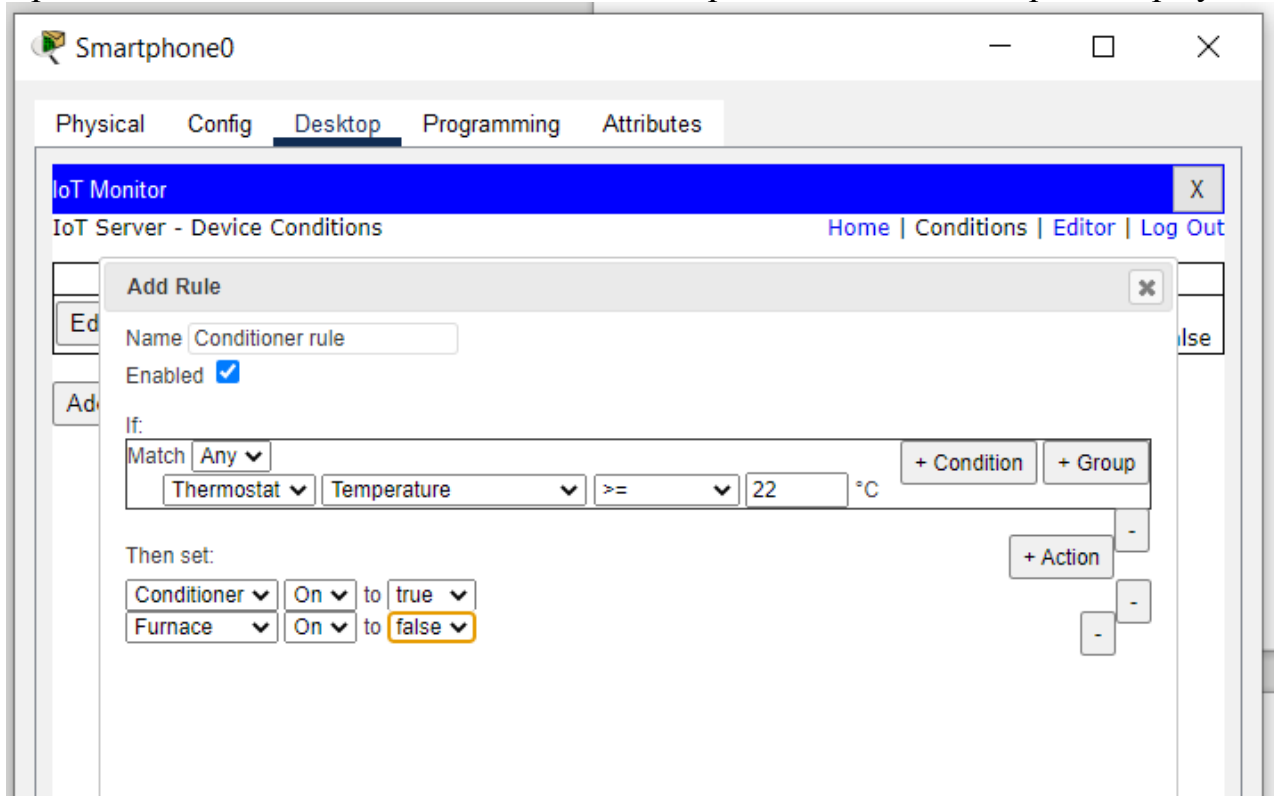 Smartphone0
Physical Config Desktop Programming Attributes
IoT Monitor X
IoT Server - Device Conditions Home | Conditions | Editor | Log Out
Add Rule
Name Conditioner rule
Enabled
If:
Match Any + Condition + Group
Thermostat Temperature >= 22 °C
-
Then set: + Action
Conditioner On to true -
Furnace On to false -